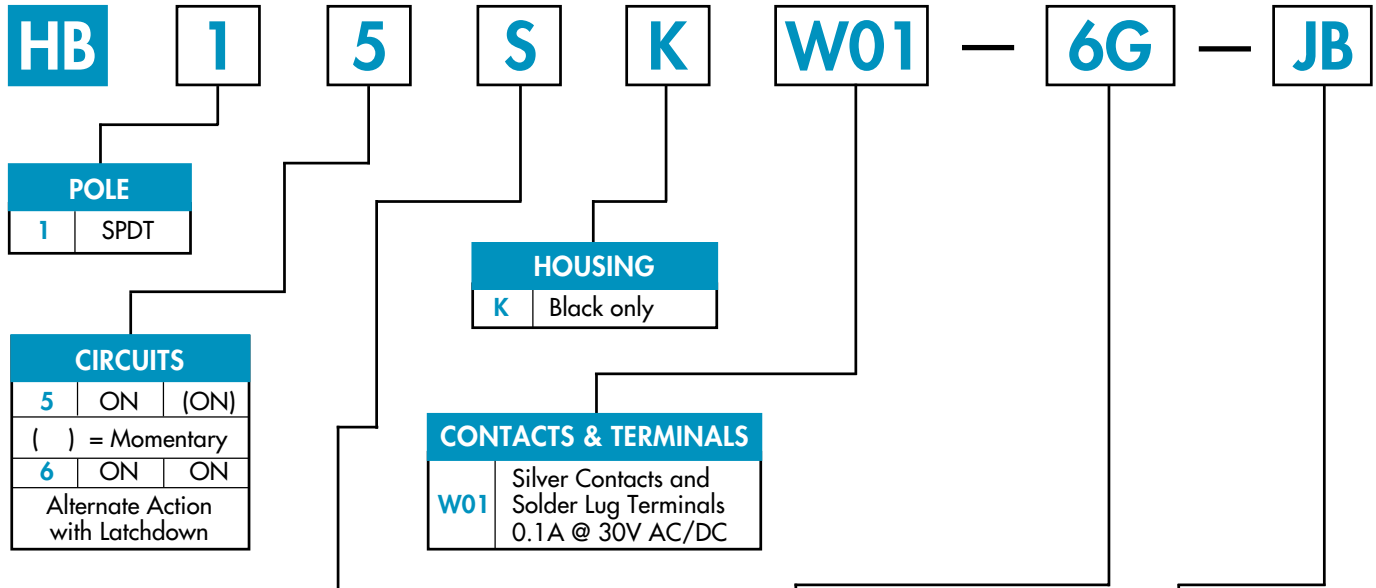 HB 1 5 S K W01 — 6G — JB
POLE
1 SPDT
HOUSING
K Black only
CIRCUITS
5 ON (ON)
( ) = Momentary
6 ON ON
Alternate Action
with Latchdown
CONTACTS & TERMINALS
W01 Silver Contacts and
Solder Lug Terminals
0.1A @ 30V AC/DC